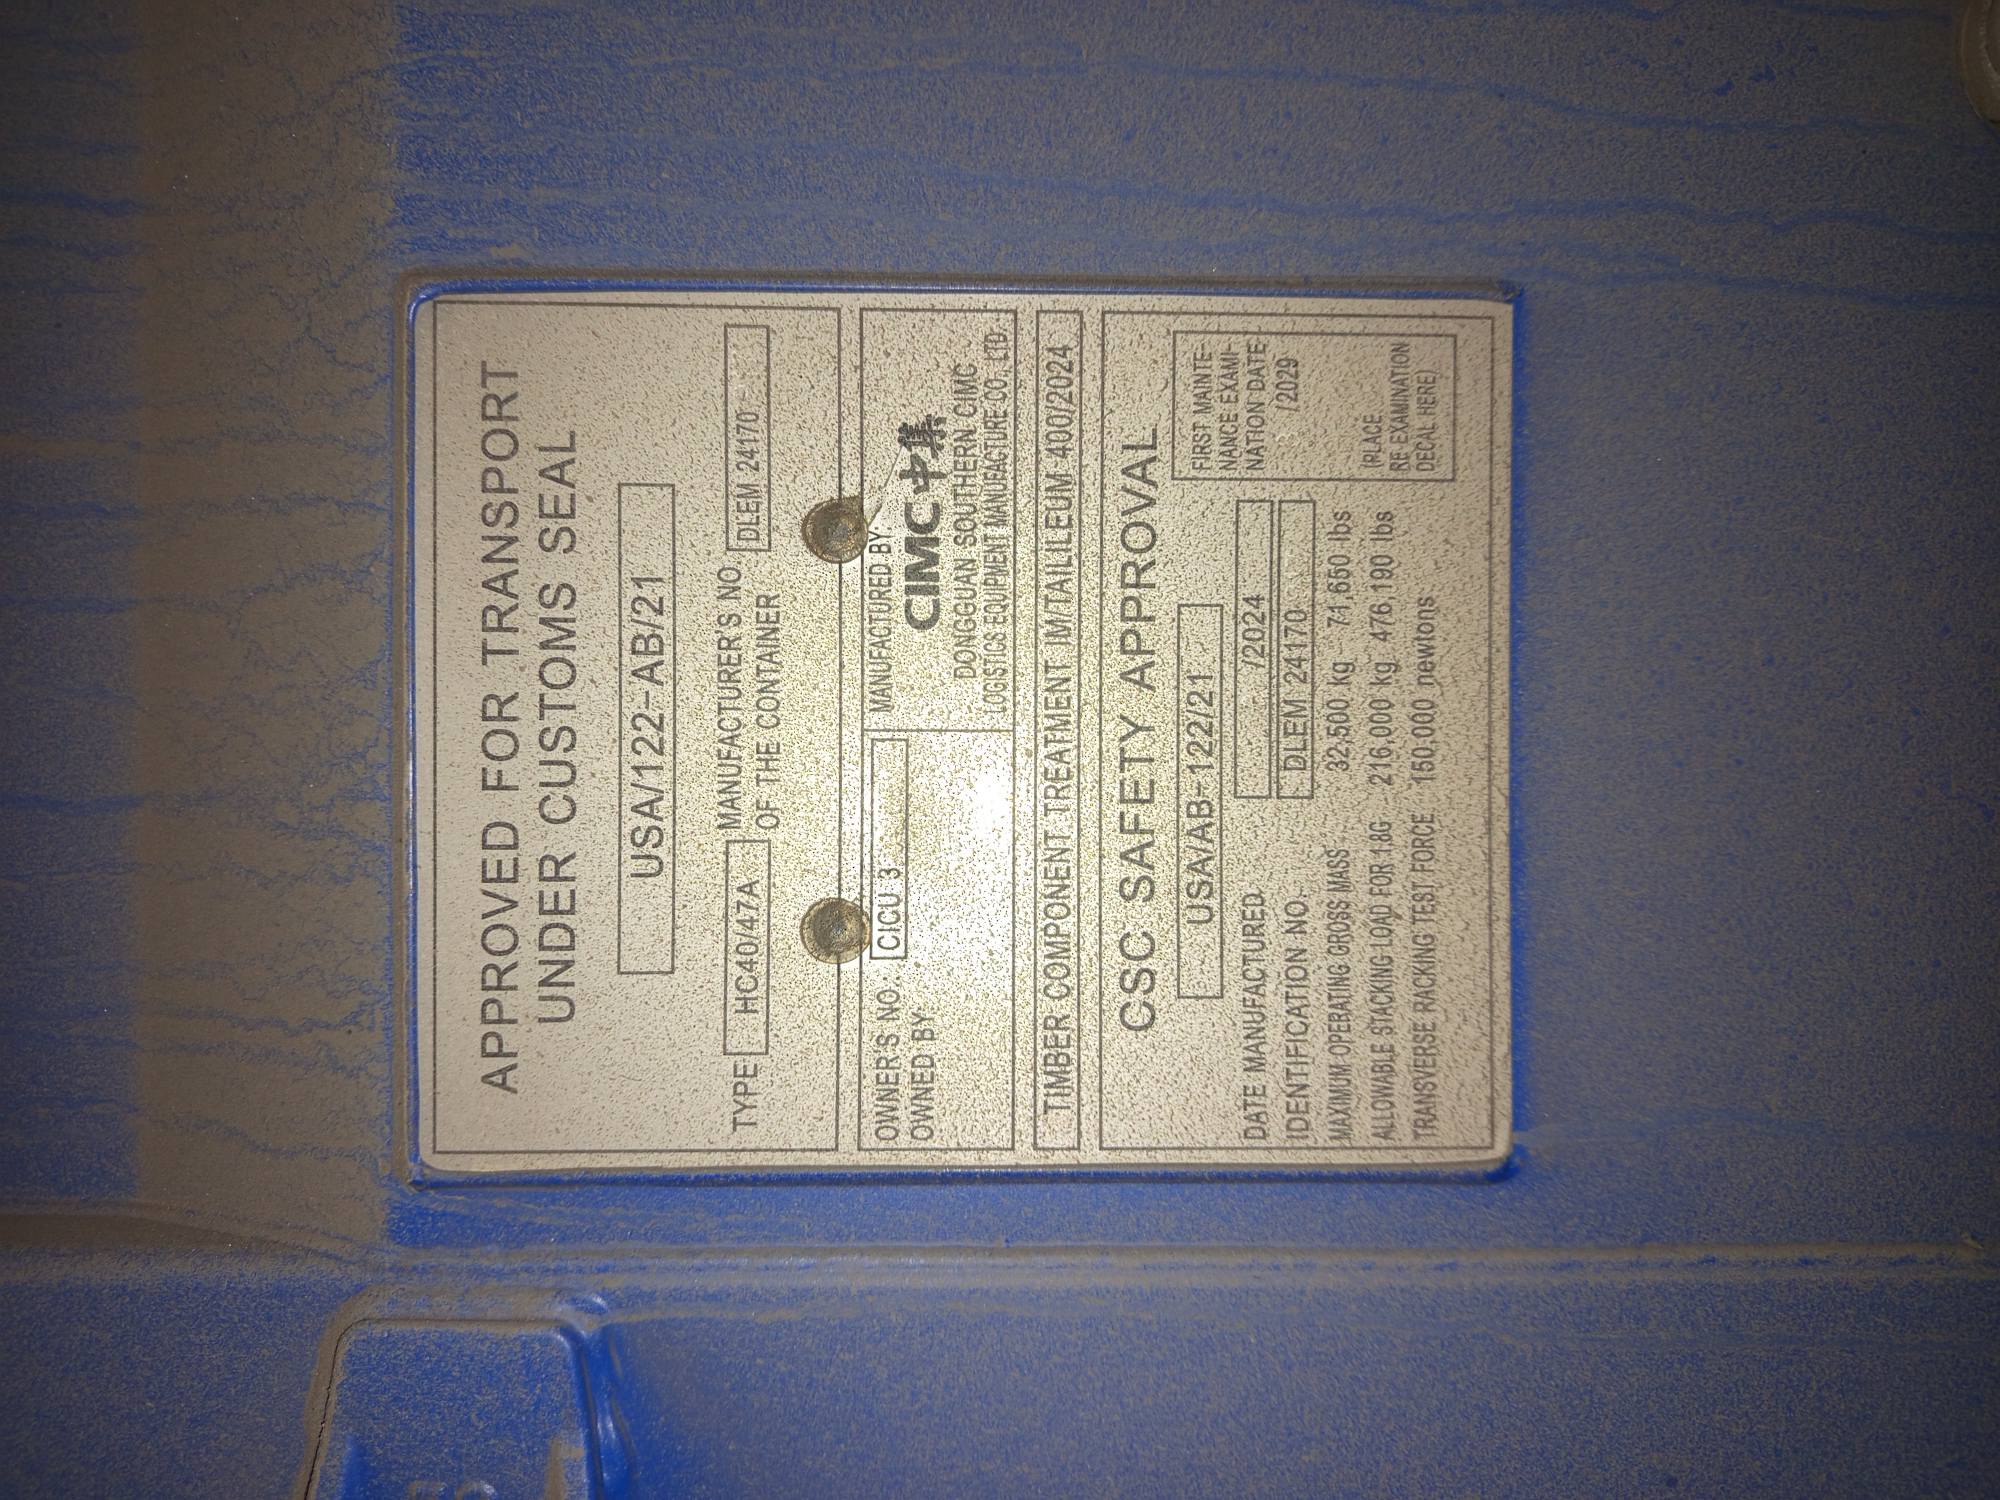 APPROVED FOR TRANSPORT
UNDER CUSTOMS SEAL
USA/122-AB/21
TYPE HC40/47A MANUFACTURER'S NO
OF THE CONTAINER DLEM 24170
OWNER'S NO.: CICU 3
OWNED BY
MANUFACTURED BY:
CIMC 中集
DONGGUAN SOUTHERN CIMC
LOGISTICS EQUIPMENT MANUFACTURE CO., LTD
TIMBER COMPONENT TREATMENT IM/TAILILEUM 400/2024
CSC SAFETY APPROVAL
USA/AB-122/21
DATE MANUFACTURED /2024
IDENTIFICATION NO. DLEM 24170
MAXIMUM OPERATING GROSS MASS 32,500 kg 71,650 lbs
ALLOWABLE STACKING LOAD FOR 1.8G 216,000 kg 476,190 lbs
TRANSVERSE RACKING TEST FORCE 150,000 newtons
FIRST MAINTE-
NANCE EXAMI-
NATION DATE
/2029
(PLACE
RE EXAMINATION
DECAL HERE)